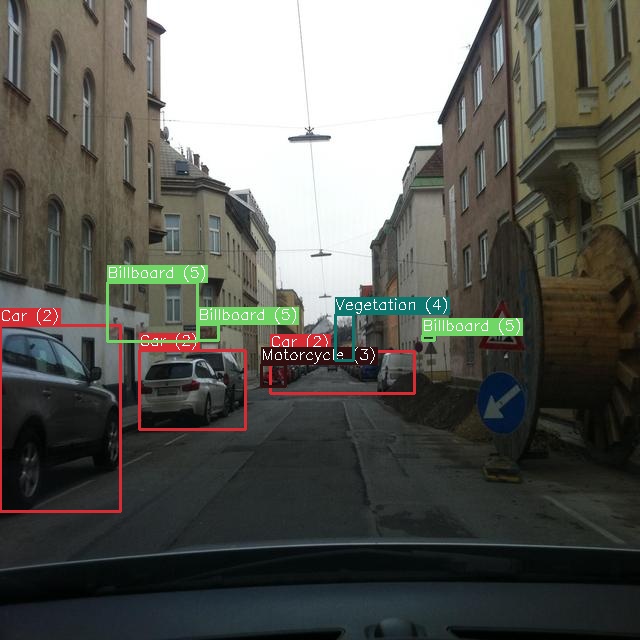 Billboard (5)
Car (2)
Billboard (5)
Vegetation (4)
Billboard (5)
Car (2)
Car (2)
Motorcycle (3)